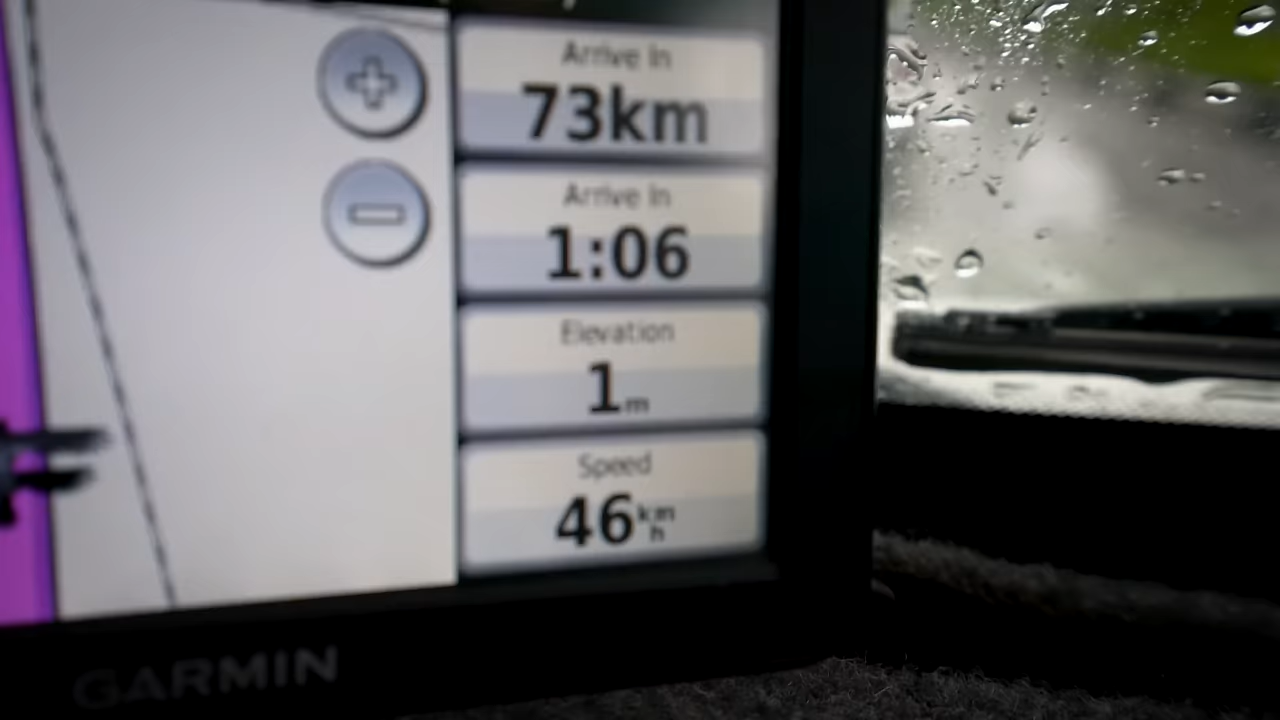 Arrive In
73km
Arrive In
1:06
Elevation
1m
Speed
46km
h
GARMIN